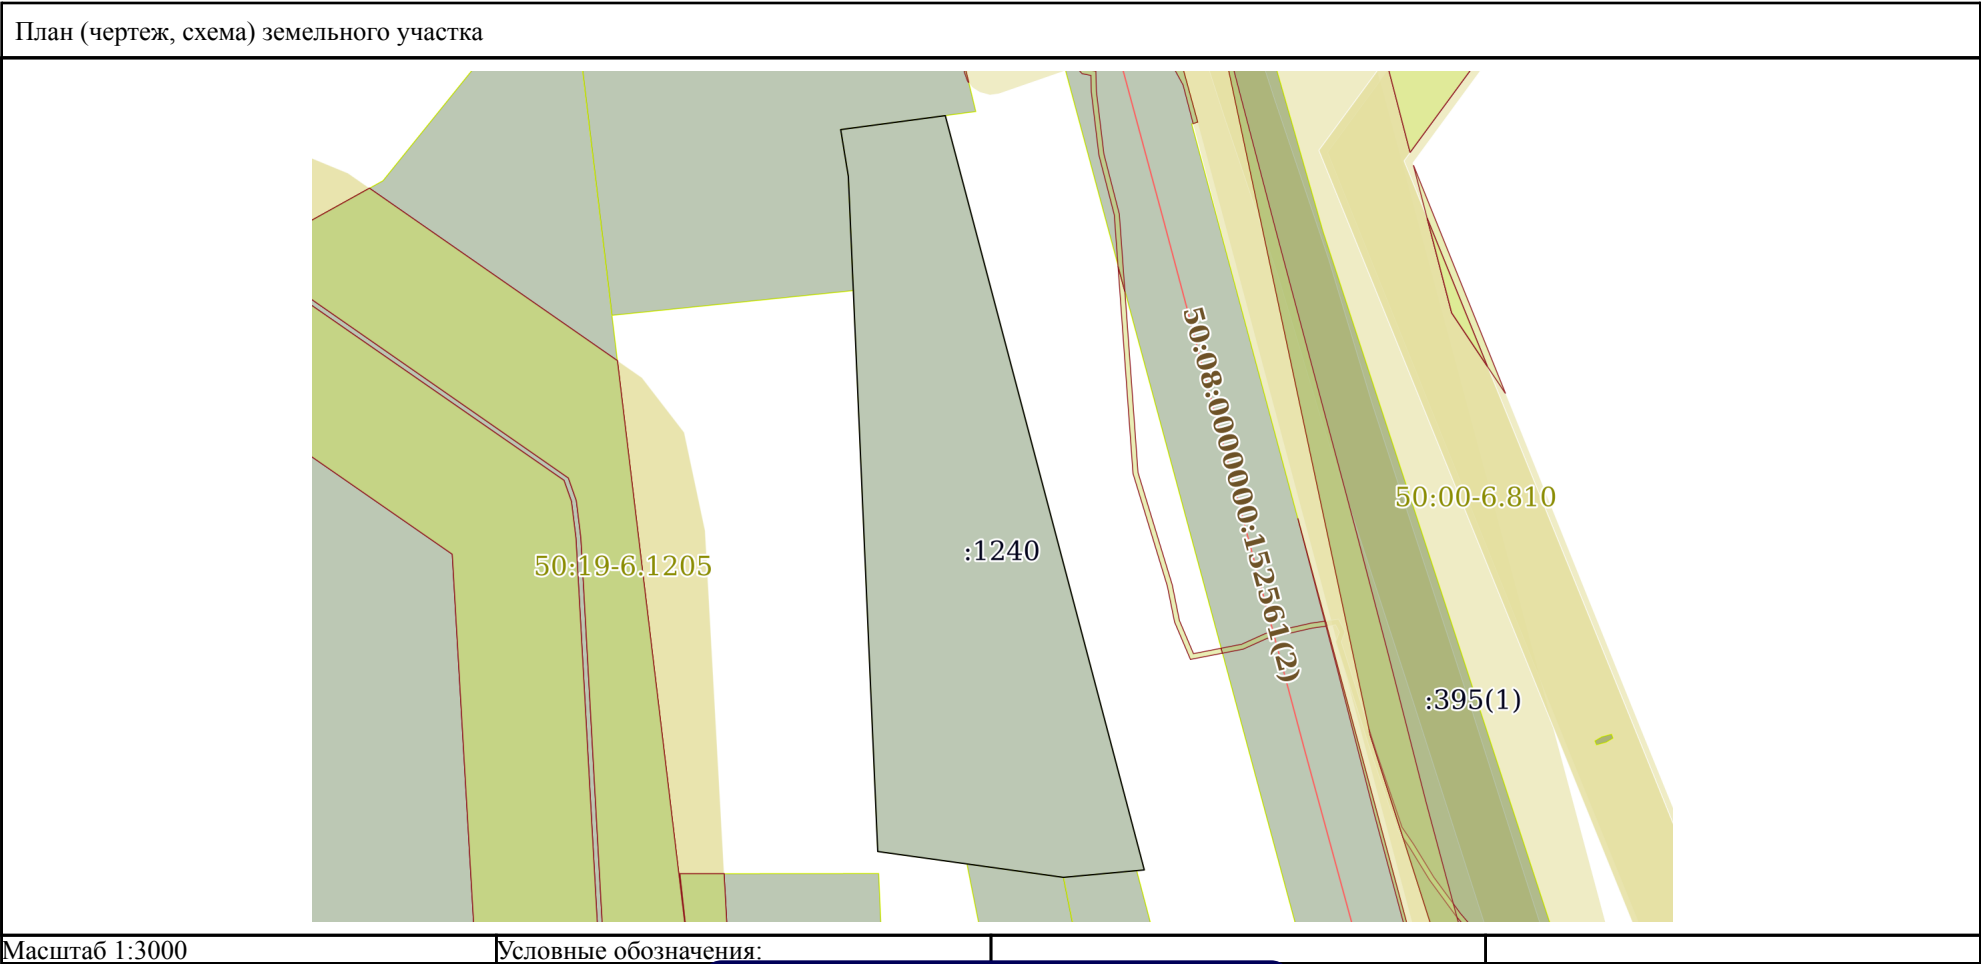 План (чертеж, схема) земельного участка
50:08:0000000:152561(2)
50:00-6.810
:1240
50:19-6.1205
:395(1)
Масштаб 1:3000
Условные обозначения: